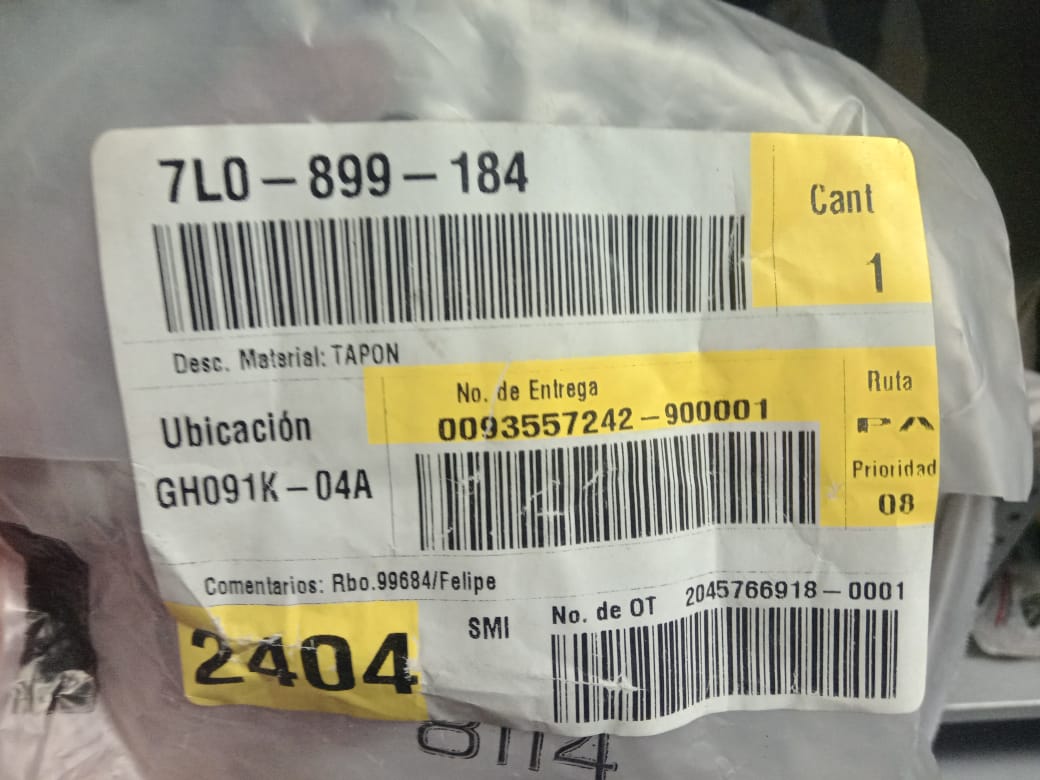 7L0-899-184
Cant
1
Desc. Material: TAPON
No. de Entrega
0093557242-900001
Ruta
PA
Ubicación
GH091K-04A
Prioridad
08
Comentarios: Rbo.99684/Felipe
2404
SMI
No. de OT 2045766918-0001